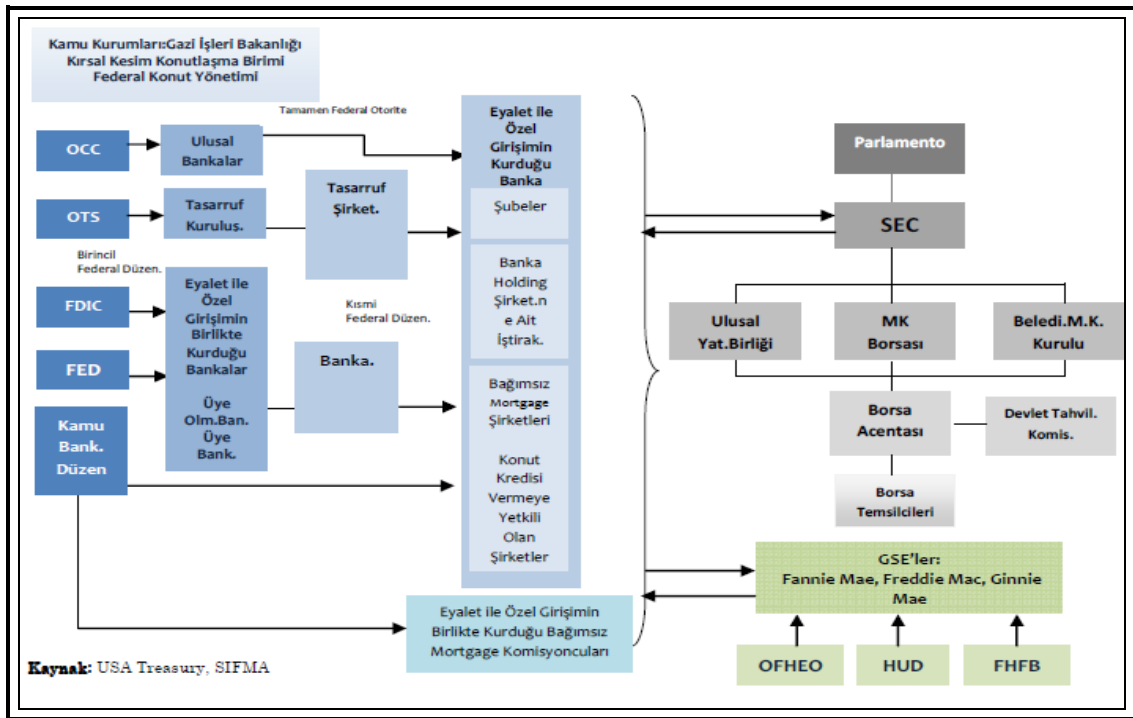 Kamu Kurumları:Gazi İşleri Bakanlığı
Kırsal Kesim Konutlaşma Birimi
Federal Konut Yönetimi
Tamamen Federal Otorite
OCC
Ulusal
Bankalar
OTS
Tasarruf
Kuruluş.
Tasarruf
Şirket.
Birincil
Federal Düzen.
FDIC
FED
Eyalet ile
Özel
Girişimin
Birlikte
Kurduğu
Bankalar
Üye
Olm.Ban.
Üye
Bank.
Kısmi
Federal Düzen.
Banka.
Kamu
Bank.
Düzen
Eyalet ile
Özel
Girişimin
Kurduğu
Banka
Şubeler
Banka
Holding
Şirket.n
e Ait
İştirak.
Bağımsız
Mortgage
Şirketleri
Konut
Kredisi
Vermeye
Yetkili
Olan
Şirketler
Eyalet ile Özel Girişimin
Birlikte Kurduğu Bağımsız
Mortgage Komisyoncuları
Parlamento
SEC
Ulusal
Yat.Birliği
MK
Borsası
Beledi.M.K.
Kurulu
Borsa
Acentası
Devlet Tahvil.
Komis.
Borsa
Temsilcileri
GSE'ler:
Fannie Mae, Freddie Mac, Ginnie
Mae
OFHEO
HUD
FHFB
Kaynak: USA Treasury, SIFMA